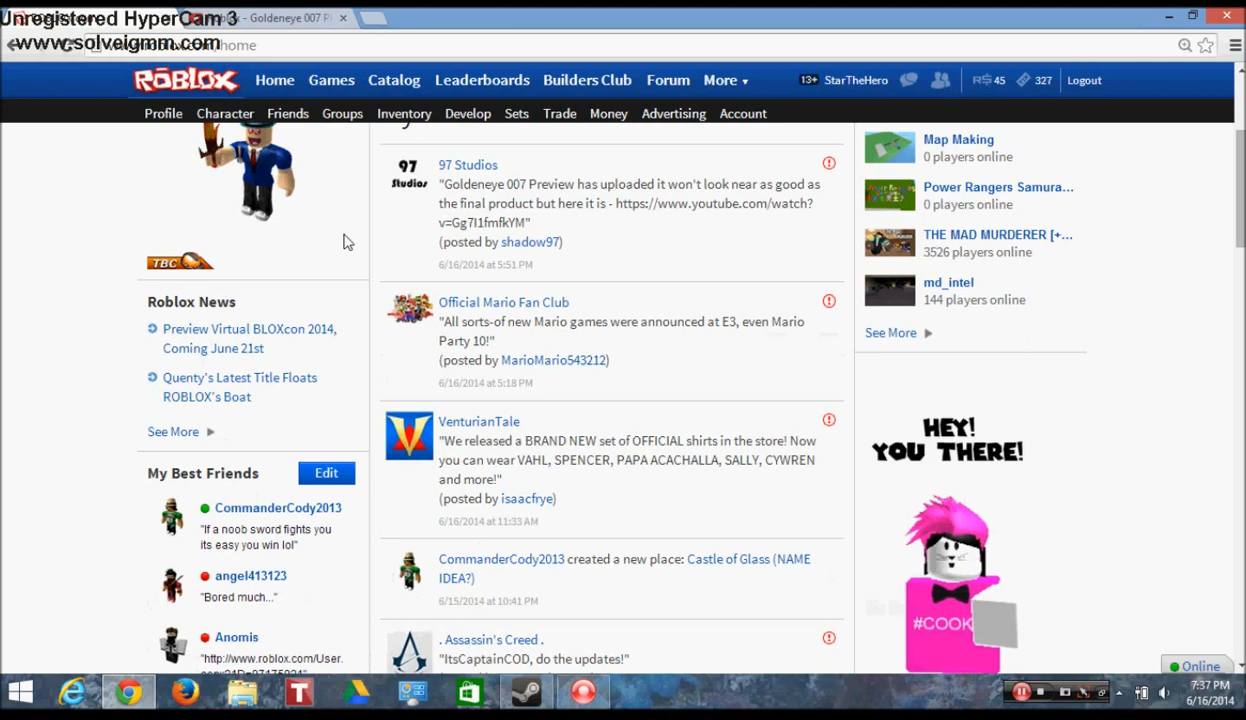 Unregistered HyperCam 3
Roblox - Goldeneye 007 P
www.solveigmm.com
/home
ROBLOX
Home Games Catalog Leaderboards Builders Club Forum More
13+ StarTheHero R$ 45 327 Logout
Profile Character Friends Groups Inventory Develop Sets Trade Money Advertising Account
TBC
Roblox News
Preview Virtual BLOXcon 2014,
Coming June 21st
Quenty's Latest Title Floats
ROBLOX's Boat
See More
My Best Friends Edit
CommanderCody2013
"If a noob sword fights you
its easy you win lol"
angel413123
"Bored much..."
Anomis
"http://www.roblox.com/User.
97
Studios
97 Studios
"Goldeneye 007 Preview has uploaded it won't look near as good as
the final product but here it is - https://www.youtube.com/watch?
v=Gg7I1fmfkYM"
(posted by shadow97)
6/16/2014 at 5:51 PM
Official Mario Fan Club
"All sorts-of new Mario games were announced at E3, even Mario
Party 10!"
(posted by MarioMario543212)
6/16/2014 at 5:18 PM
VenturianTale
"We released a BRAND NEW set of OFFICIAL shirts in the store! Now
you can wear VAHL, SPENCER, PAPA ACACHALLA, SALLY, CYWREN
and more!"
(posted by isaacfrye)
6/16/2014 at 11:33 AM
CommanderCody2013 created a new place: Castle of Glass (NAME
IDEA?)
6/15/2014 at 10:41 PM
. Assassin's Creed .
"ItsCaptainCOD, do the updates!"
Map Making
0 players online
Power Rangers Samura...
0 players online
THE MAD MURDERER [+...
3526 players online
md_intel
144 players online
See More
HEY!
YOU THERE!
#COOK
Online
7:37 PM
6/16/2014